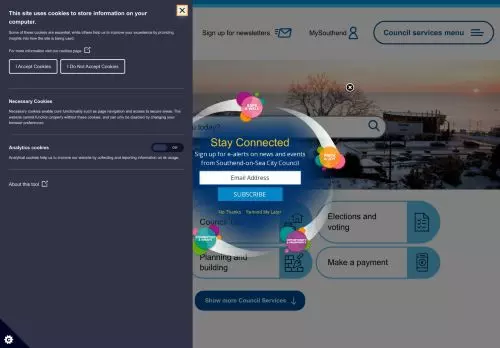 This site uses cookies to store information on your
computer.
Some of these cookies are essential, while others help us to improve your experience by providing
insights into how the site is being used.
For more information visit our cookies page.
I Accept Cookies
I Do Not Accept Cookies
Necessary Cookies
Necessary cookies enable core functionality such as page navigation and access to secure areas. The
website cannot function properly without these cookies, and can only be disabled by changing your
browser preferences.
Analytics cookies
Off
Analytical cookies help us to improve our website by collecting and reporting information on its usage.
About this tool
Sign up for newsletters
MySouthend
Council services menu
today?
Stay Connected
Sign up for e-alerts on news and events
from Southend-on-Sea City Council
Email Address
SUBSCRIBE
No Thanks
Remind Me Later
Council
Elections and
voting
Planning and
building
Make a payment
Show more Council Services